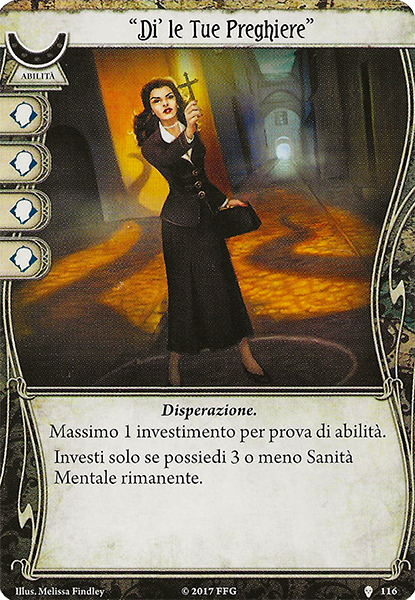 “Di’ le Tue Preghiere”
ABILITÀ
Disperazione.
Massimo 1 investimento per prova di abilità.
Investi solo se possiedi 3 o meno Sanità
Mentale rimanente.
Illus. Melissa Findley
© 2017 FFG
116